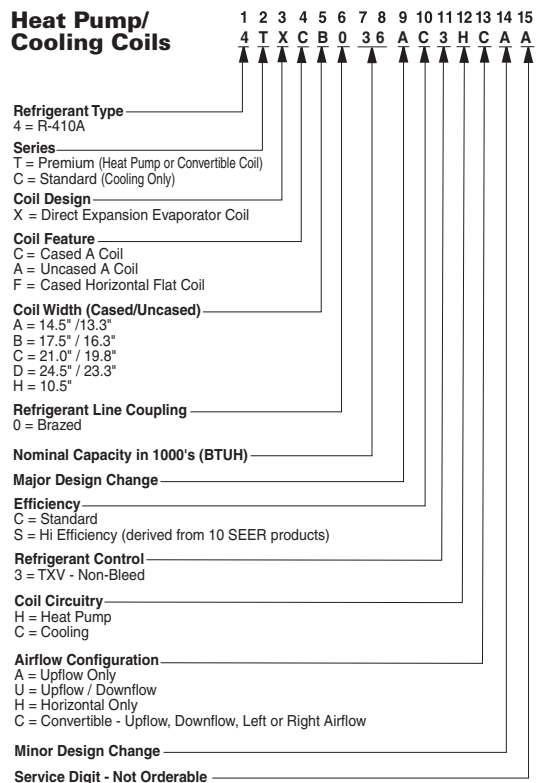 Heat Pump/
Cooling Coils
1 2 3 4 5 6 7 8 9 10 11 12 13 14 15
4 T X C B 0 3 6 A C 3 H C A A
Refrigerant Type
4 = R-410A
Series
T = Premium (Heat Pump or Convertible Coil)
C = Standard (Cooling Only)
Coil Design
X = Direct Expansion Evaporator Coil
Coil Feature
C = Cased A Coil
A = Uncased A Coil
F = Cased Horizontal Flat Coil
Coil Width (Cased/Uncased)
A = 14.5" /13.3"
B = 17.5" / 16.3"
C = 21.0" / 19.8"
D = 24.5" / 23.3"
H = 10.5"
Refrigerant Line Coupling
0 = Brazed
Nominal Capacity in 1000's (BTUH)
Major Design Change
Efficiency
C = Standard
S = Hi Efficiency (derived from 10 SEER products)
Refrigerant Control
3 = TXV - Non-Bleed
Coil Circuitry
H = Heat Pump
C = Cooling
Airflow Configuration
A = Upflow Only
U = Upflow / Downflow
H = Horizontal Only
C = Convertible - Upflow, Downflow, Left or Right Airflow
Minor Design Change
Service Digit - Not Orderable